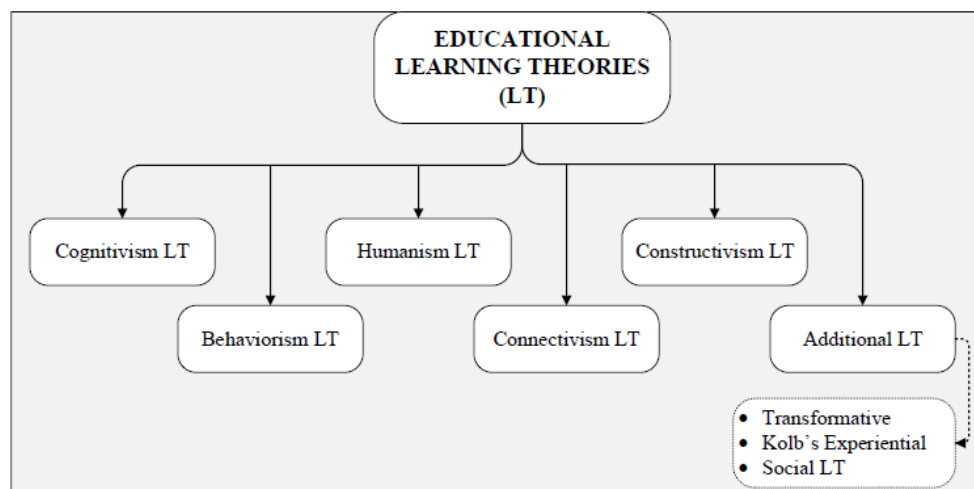 EDUCATIONAL
LEARNING THEORIES
(LT)
Cognitivism LT
Humanism LT
Constructivism LT
Behaviorism LT
Connectivism LT
Additional LT
• Transformative
• Kolb’s Experiential
• Social LT